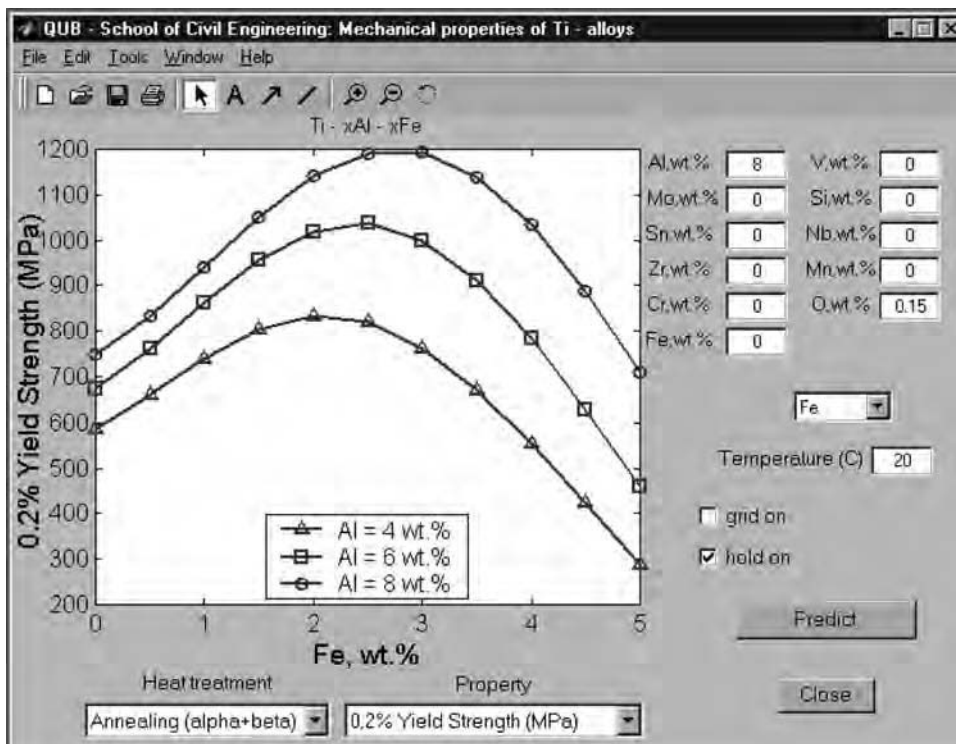 QUB - School of Civil Engineering: Mechanical properties of Ti - alloys
File Edit Tools Window Help
A
Ti - xAl - xFe
1200
1100
1000
900
800
700
600
500
400
300
200
0.2% Yield Strength (MPa)
0 1 2 3 4 5
Fe, wt.%
Al = 4 wt.%
Al = 6 wt.%
Al = 8 wt.%
Al,wt.% 8 V,wt.% 0
Mo,wt.% 0 Si,wt.% 0
Sn,wt.% 0 Nb,wt.% 0
Zr,wt.% 0 Mn,wt.% 0
Cr,wt.% 0 O,wt.% 0.15
Fe,wt.% 0
Fe
Temperature (C) 20
grid on
hold on
Predict
Close
Heat treatment Property
Annealing (alpha+beta) 0,2% Yield Strength (MPa)